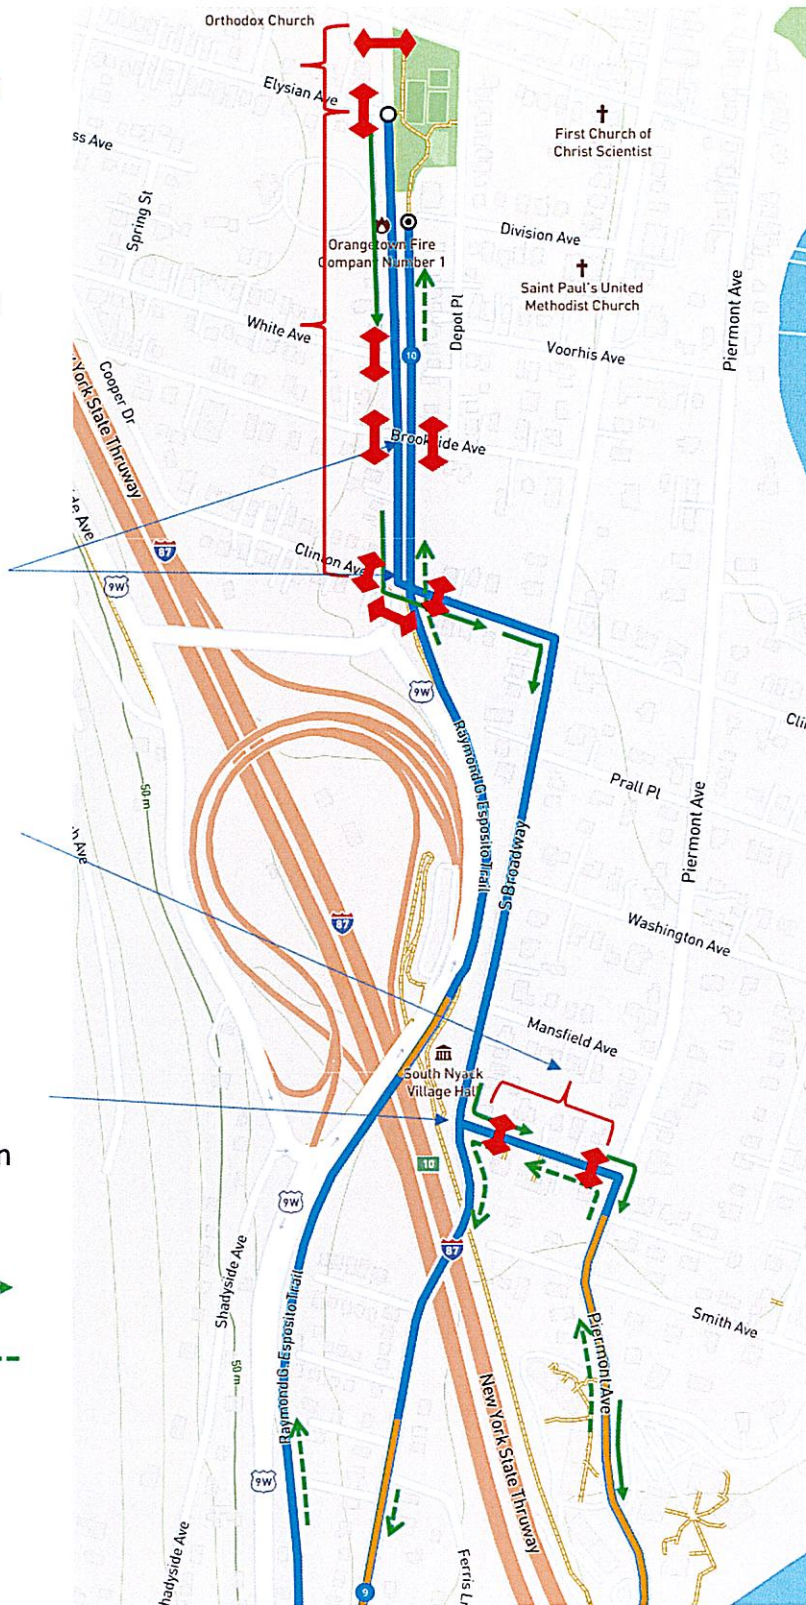 Orthodox Church
Elysian Ave
ss Ave
First Church of
Christ Scientist
Spring St
Division Ave
Orangetown Fire
Company Number 1
Saint Paul's United
Methodist Church
Piermont Ave
Depot Pl
White Ave
Voorhis Ave
10
Cooper Dr
York State Thruway
Brookside Ave
87
Clinton Ave
9W
9W
Raymond G. Esposito Trail
Cli
Prall Pl
50 m
Piermont Ave
S Broadway
h Ave
87
Washington Ave
Mansfield Ave
South Nyack
Village Hall
n
10
9W
87
Shadyside Ave
Raymond G. Esposito Trail
Smith Ave
Piermont Ave
50 m
New York State Thruway
9W
hadyside Ave
Ferris Ln
9